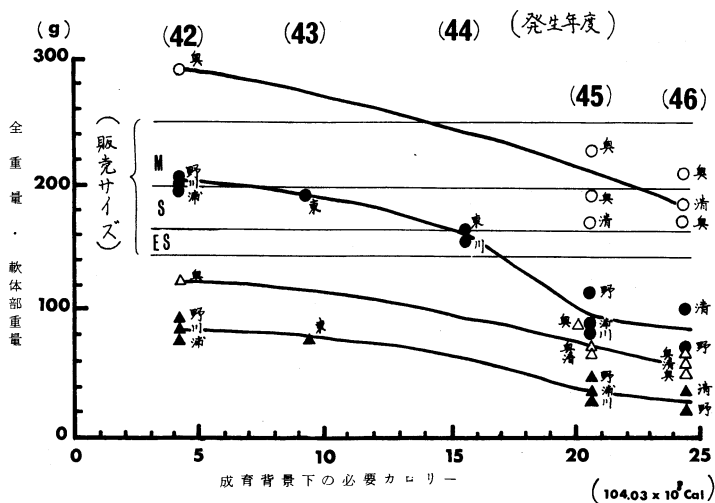 (g)
(42)
(43)
(44)
(発生年度)
(45)
(46)
300
200
100
0
全重量・軟体部重量
(販売サイズ)
M
S
ES
奥
野
川
浦
東
東
川
奥
奥
清
奥
清
奥
野
浦
川
清
野
奥
野
川
浦
東
奥
奥
清
奥
清
奥
野
浦
川
清
野
0
5
10
15
20
25
成育背景下の必要カロリー
(104.03 x 10⁸ Cal)